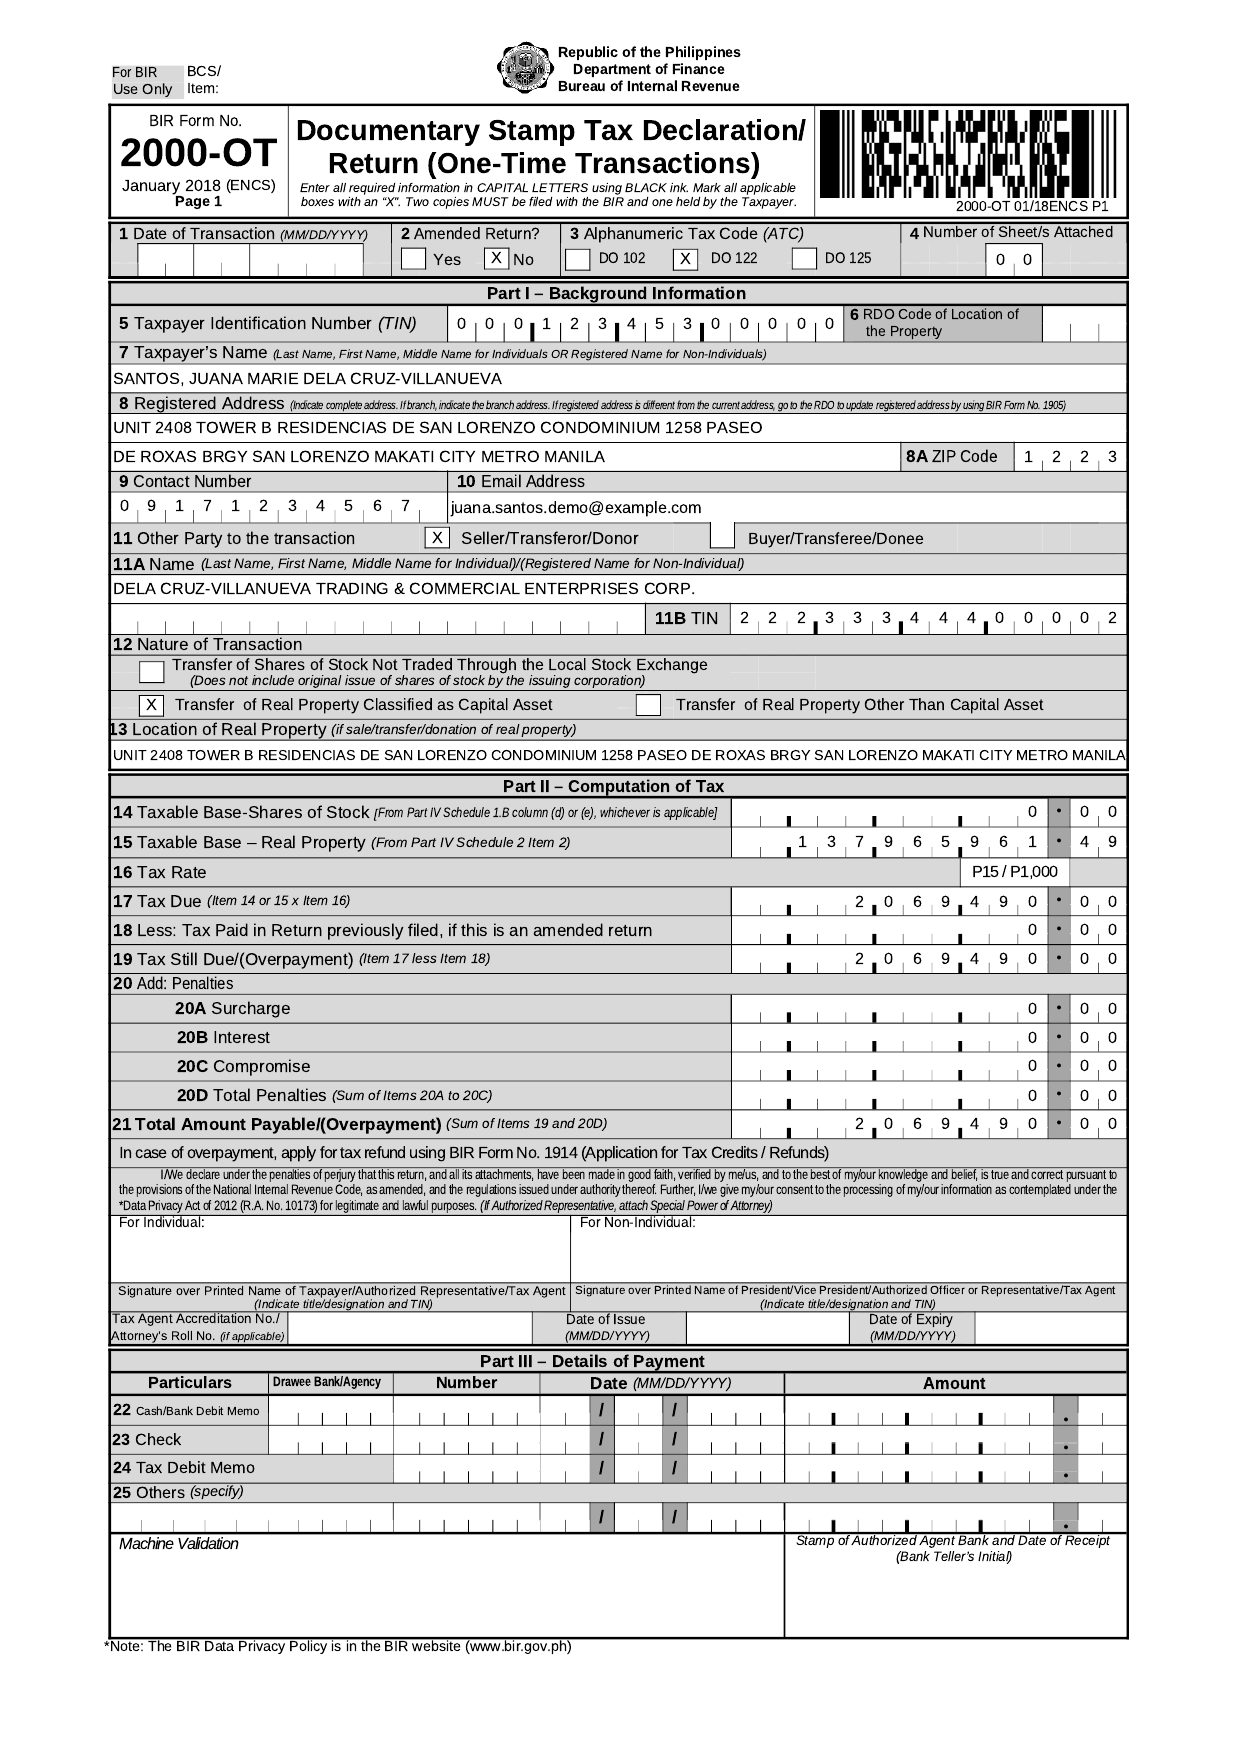 Republic of the Philippines
Department of Finance
Bureau of Internal Revenue
For BIR Use Only
BCS/
Item:
BIR Form No.
2000-OT
January 2018 (ENCS)
Page 1
Documentary Stamp Tax Declaration/
Return (One-Time Transactions)
Enter all required information in CAPITAL LETTERS using BLACK ink. Mark all applicable
boxes with an “X”. Two copies MUST be filed with the BIR and one held by the Taxpayer.
2000-OT 01/18ENCS P1
1 Date of Transaction (MM/DD/YYYY)
2 Amended Return?
Yes X No
3 Alphanumeric Tax Code (ATC)
DO 102 X DO 122 DO 125
4 Number of Sheet/s Attached
0 0
Part I – Background Information
5 Taxpayer Identification Number (TIN) 0 0 0 1 2 3 4 5 3 0 0 0 0 0
6 RDO Code of Location of
the Property
7 Taxpayer’s Name (Last Name, First Name, Middle Name for Individuals OR Registered Name for Non-Individuals)
SANTOS, JUANA MARIE DELA CRUZ-VILLANUEVA
8 Registered Address (Indicate complete address. If branch, indicate the branch address. If registered address is different from the current address, go to the RDO to update registered address by using BIR Form No. 1905)
UNIT 2408 TOWER B RESIDENCIAS DE SAN LORENZO CONDOMINIUM 1258 PASEO
DE ROXAS BRGY SAN LORENZO MAKATI CITY METRO MANILA
8A ZIP Code 1 2 2 3
9 Contact Number
10 Email Address
0 9 1 7 1 2 3 4 5 6 7
juana.santos.demo@example.com
11 Other Party to the transaction X Seller/Transferor/Donor Buyer/Transferee/Donee
11A Name (Last Name, First Name, Middle Name for Individual)/(Registered Name for Non-Individual)
DELA CRUZ-VILLANUEVA TRADING & COMMERCIAL ENTERPRISES CORP.
11B TIN 2 2 2 3 3 3 4 4 4 0 0 0 0 2
12 Nature of Transaction
Transfer of Shares of Stock Not Traded Through the Local Stock Exchange
(Does not include original issue of shares of stock by the issuing corporation)
X Transfer of Real Property Classified as Capital Asset Transfer of Real Property Other Than Capital Asset
13 Location of Real Property (if sale/transfer/donation of real property)
UNIT 2408 TOWER B RESIDENCIAS DE SAN LORENZO CONDOMINIUM 1258 PASEO DE ROXAS BRGY SAN LORENZO MAKATI CITY METRO MANILA
Part II – Computation of Tax
14 Taxable Base-Shares of Stock [From Part IV Schedule 1.B column (d) or (e), whichever is applicable] 0 • 0 0
15 Taxable Base – Real Property (From Part IV Schedule 2 Item 2) 1 3 7 9 6 5 9 6 1 • 4 9
16 Tax Rate P15 / P1,000
17 Tax Due (Item 14 or 15 x Item 16) 2 0 6 9 4 9 0 • 0 0
18 Less: Tax Paid in Return previously filed, if this is an amended return 0 • 0 0
19 Tax Still Due/(Overpayment) (Item 17 less Item 18) 2 0 6 9 4 9 0 • 0 0
20 Add: Penalties
20A Surcharge 0 • 0 0
20B Interest 0 • 0 0
20C Compromise 0 • 0 0
20D Total Penalties (Sum of Items 20A to 20C) 0 • 0 0
21 Total Amount Payable/(Overpayment) (Sum of Items 19 and 20D) 2 0 6 9 4 9 0 • 0 0
In case of overpayment, apply for tax refund using BIR Form No. 1914 (Application for Tax Credits / Refunds)
I/We declare under the penalties of perjury that this return, and all its attachments, have been made in good faith, verified by me/us, and to the best of my/our knowledge and belief, is true and correct pursuant to
the provisions of the National Internal Revenue Code, as amended, and the regulations issued under authority thereof. Further, I/we give my/our consent to the processing of my/our information as contemplated under the
*Data Privacy Act of 2012 (R.A. No. 10173) for legitimate and lawful purposes. (If Authorized Representative, attach Special Power of Attorney)
For Individual:
For Non-Individual:
Signature over Printed Name of Taxpayer/Authorized Representative/Tax Agent
(Indicate title/designation and TIN)
Signature over Printed Name of President/Vice President/Authorized Officer or Representative/Tax Agent
(Indicate title/designation and TIN)
Tax Agent Accreditation No./
Attorney’s Roll No. (if applicable)
Date of Issue
(MM/DD/YYYY)
Date of Expiry
(MM/DD/YYYY)
Part III – Details of Payment
Particulars Drawee Bank/Agency Number Date (MM/DD/YYYY) Amount
22 Cash/Bank Debit Memo / / .
23 Check / / .
24 Tax Debit Memo / / .
25 Others (specify)
/ / .
Machine Validation
Stamp of Authorized Agent Bank and Date of Receipt
(Bank Teller’s Initial)
*Note: The BIR Data Privacy Policy is in the BIR website (www.bir.gov.ph)